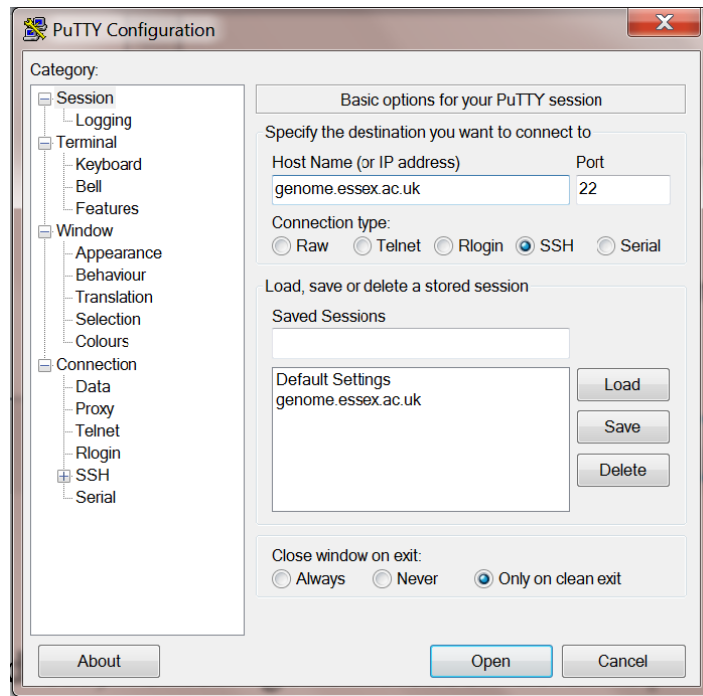 PuTTY Configuration
X
Category:
Session
Logging
Terminal
Keyboard
Bell
Features
Window
Appearance
Behaviour
Translation
Selection
Colours
Connection
Data
Proxy
Telnet
Rlogin
SSH
Serial
Basic options for your PuTTY session
Specify the destination you want to connect to
Host Name (or IP address) Port
genome.essex.ac.uk 22
Connection type:
Raw Telnet Rlogin SSH Serial
Load, save or delete a stored session
Saved Sessions
Default Settings
genome.essex.ac.uk
Load
Save
Delete
Close window on exit:
Always Never Only on clean exit
About Open Cancel